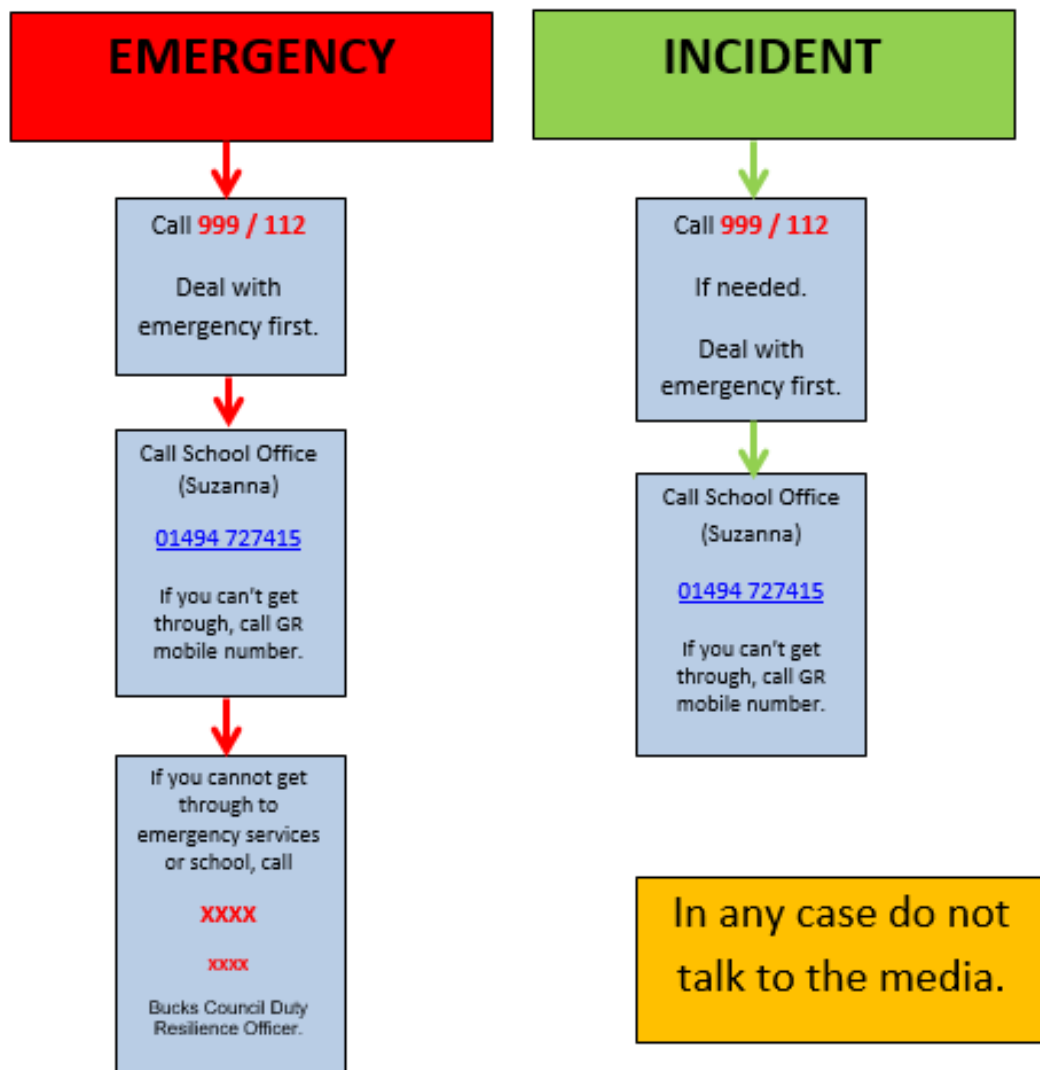 EMERGENCY
Call 999 / 112
Deal with
emergency first.
Call School Office
(Suzanna)
01494 727415
If you can't get
through, call GR
mobile number.
If you cannot get
through to
emergency services
or school, call
xxxx
xxxx
Bucks Council Duty
Resilience Officer.
INCIDENT
Call 999 / 112
If needed.
Deal with
emergency first.
Call School Office
(Suzanna)
01494 727415
If you can't get
through, call GR
mobile number.
In any case do not
talk to the media.